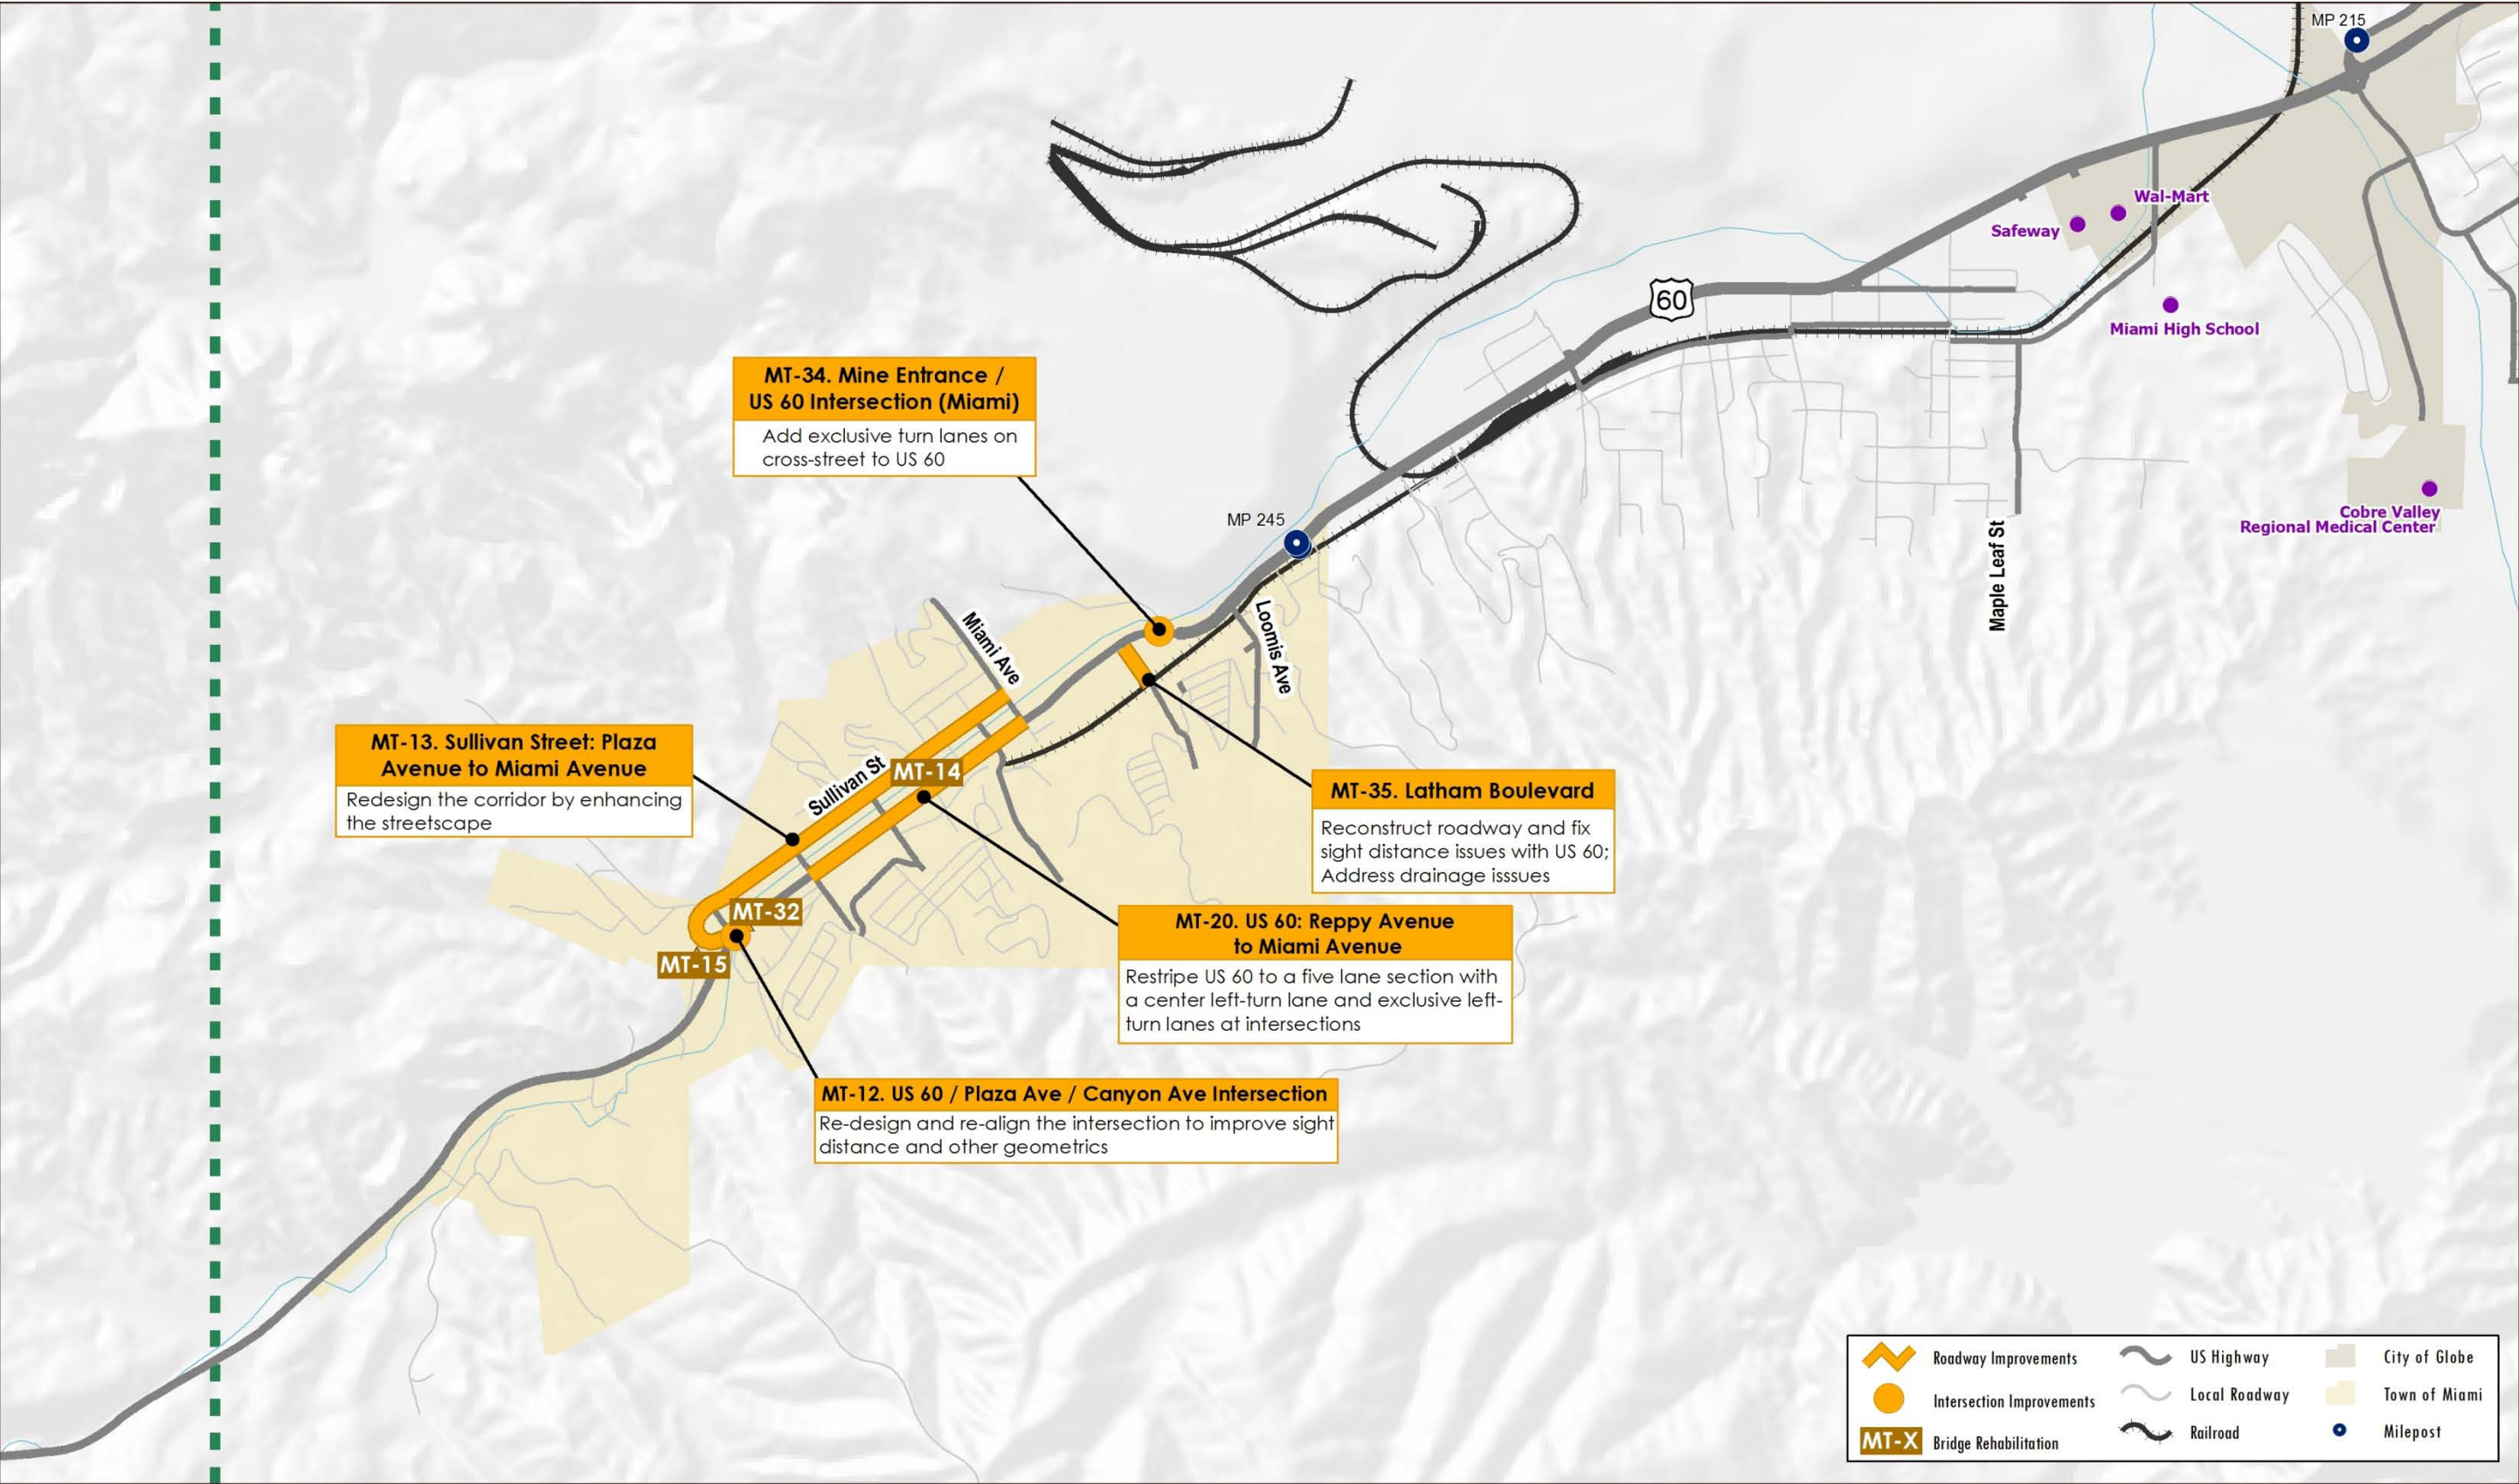 MP 215
Wal-Mart
Safeway
60
Miami High School
MT-34. Mine Entrance /
US 60 Intersection (Miami)
Add exclusive turn lanes on
cross-street to US 60
MP 245
Cobre Valley
Regional Medical Center
Maple Leaf St
Miami Ave
Loomis Ave
MT-13. Sullivan Street: Plaza
Avenue to Miami Avenue
Redesign the corridor by enhancing
the streetscape
Sullivan St
MT-14
MT-35. Latham Boulevard
Reconstruct roadway and fix
sight distance issues with US 60;
Address drainage isssues
MT-32
MT-15
MT-20. US 60: Reppy Avenue
to Miami Avenue
Restripe US 60 to a five lane section with
a center left-turn lane and exclusive left-
turn lanes at intersections
MT-12. US 60 / Plaza Ave / Canyon Ave Intersection
Re-design and re-align the intersection to improve sight
distance and other geometrics
Roadway Improvements
Intersection Improvements
MT-X Bridge Rehabilitation
US Highway
Local Roadway
Railroad
City of Globe
Town of Miami
Milepost